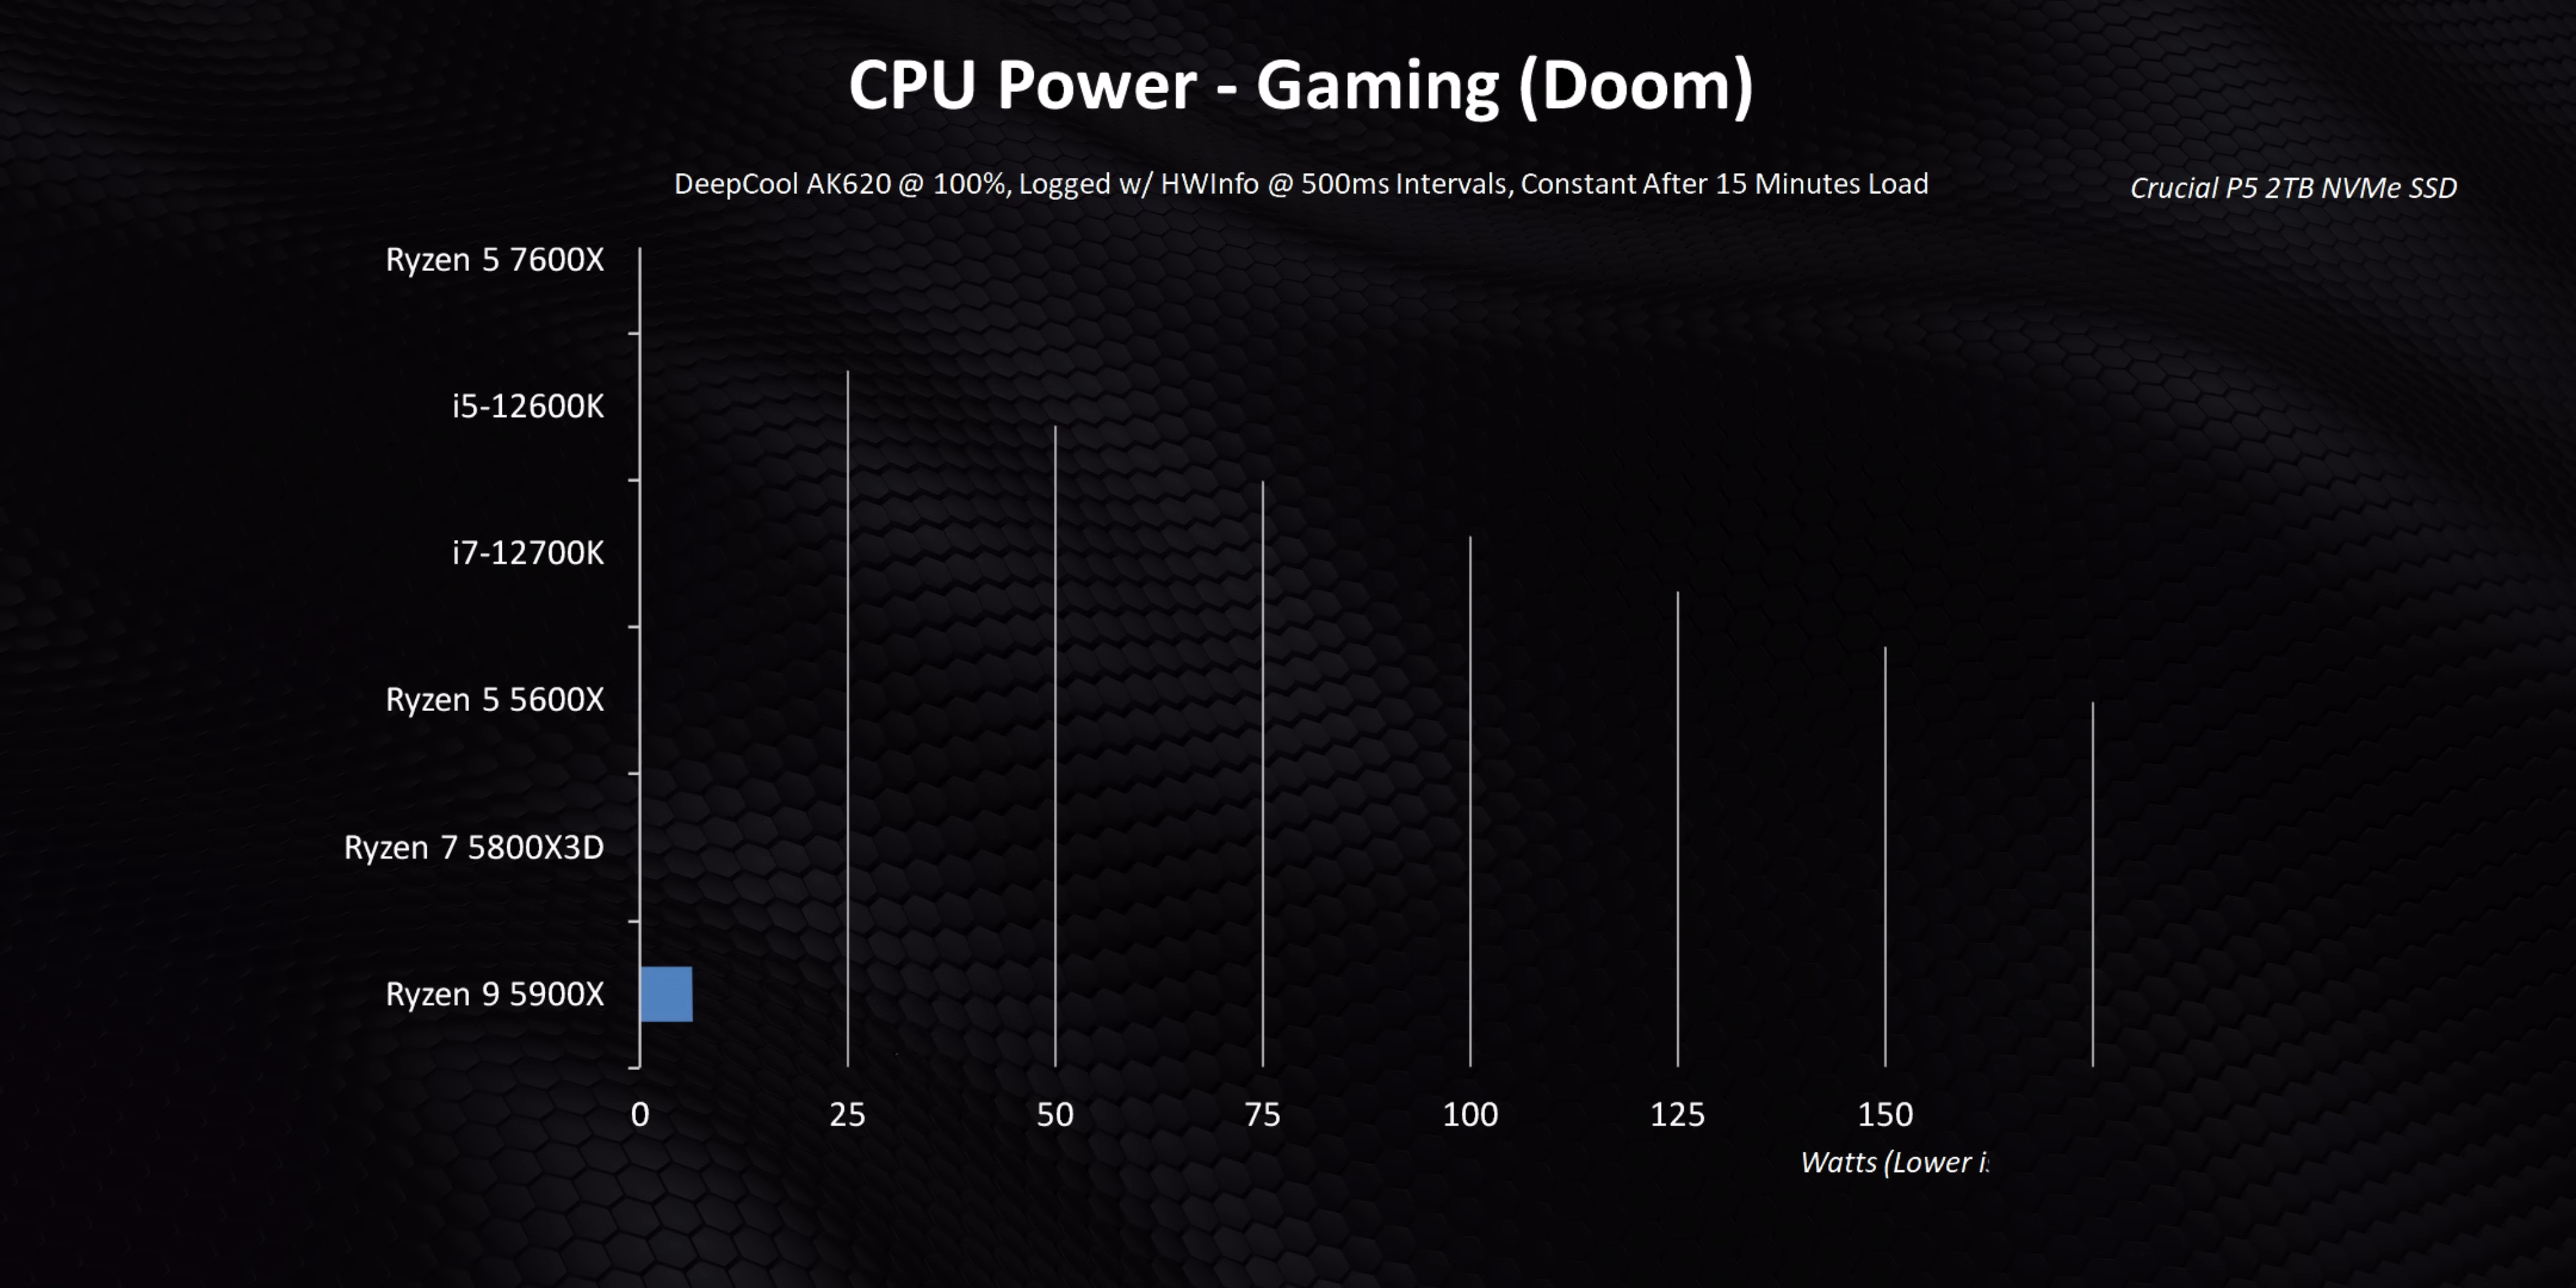 CPU Power - Gaming (Doom)
DeepCool AK620 @ 100%, Logged w/ HWInfo @ 500ms Intervals, Constant After 15 Minutes Load
Crucial P5 2TB NVMe SSD
Ryzen 5 7600X
i5-12600K
i7-12700K
Ryzen 5 5600X
Ryzen 7 5800X3D
Ryzen 9 5900X
0 25 50 75 100 125 150
Watts (Lower